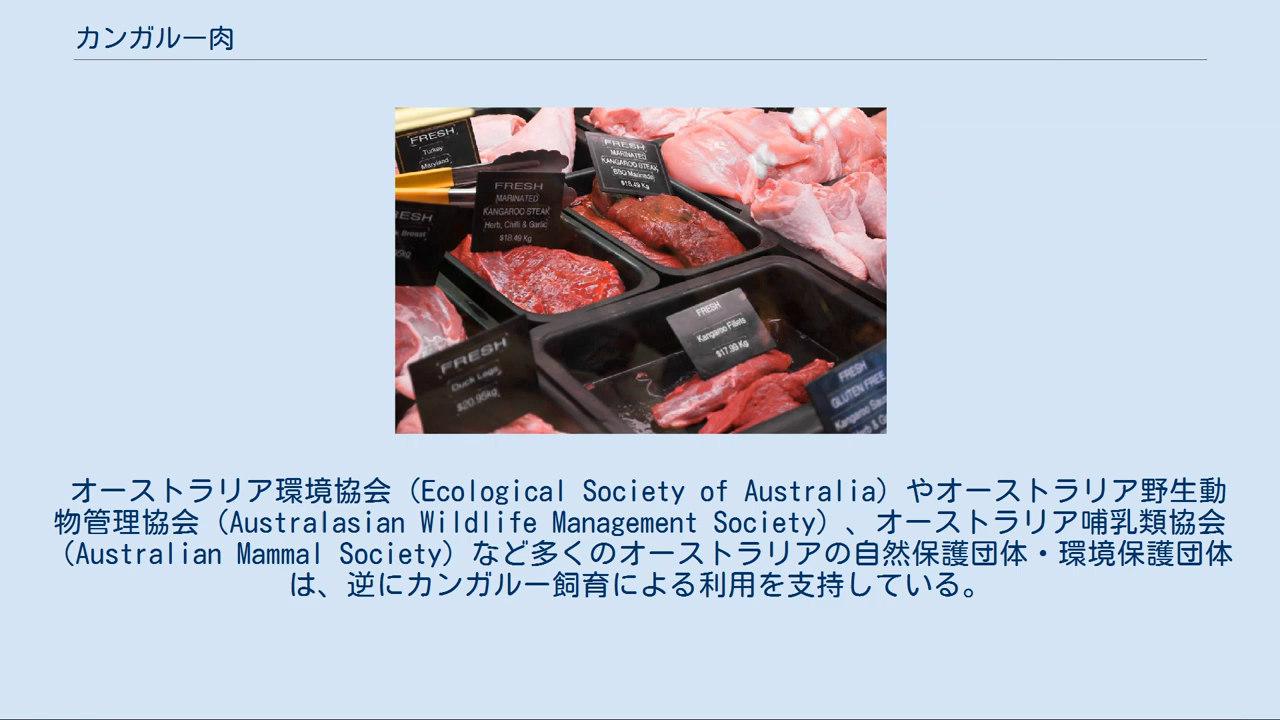 カンガルー肉
FRESH
Turkey
Maryland
FRESH
MARINATED
KANGAROO STEAK
BBQ Marinade
$18.49 Kg
FRESH
MARINATED
KANGAROO STEAK
Herb, Chilli & Garlic
$18.49 Kg
Breast
FRESH
Kangaroo Fillets
$17.99 Kg
FRESH
Duck Legs
$20.95kg
FRESH
GLUTEN FREE
Kangaroo
オーストラリア環境協会（Ecological Society of Australia）やオーストラリア野生動
物管理協会（Australasian Wildlife Management Society）、オーストラリア哺乳類協会
（Australian Mammal Society）など多くのオーストラリアの自然保護団体・環境保護団体
は、逆にカンガルー飼育による利用を支持している。